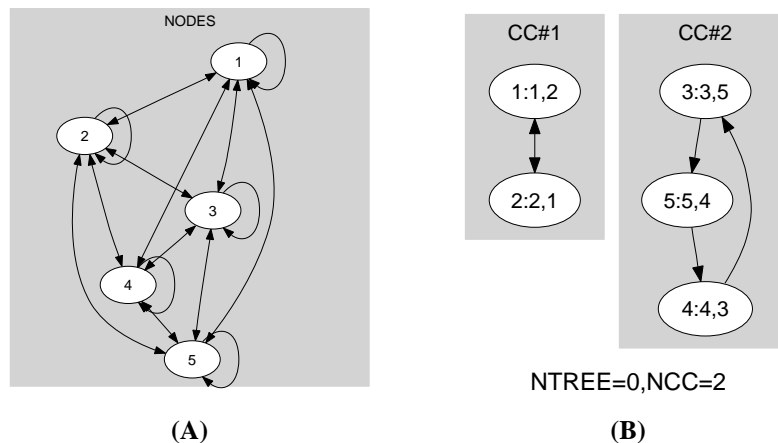 NODES
1
2
3
4
5
(A)
CC#1
1:1,2
2:2,1
CC#2
3:3,5
5:5,4
4:4,3
NTREE=0,NCC=2
(B)